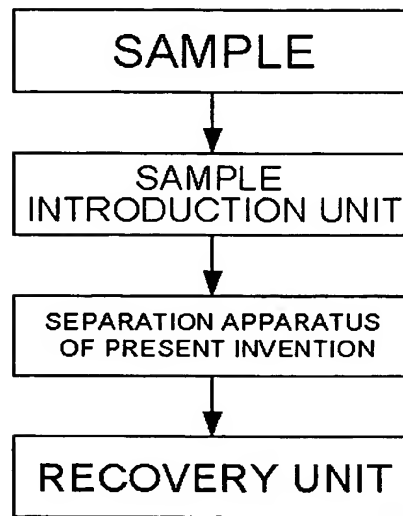 SAMPLE
SAMPLE
INTRODUCTION UNIT
SEPARATION APPARATUS
OF PRESENT INVENTION
RECOVERY UNIT